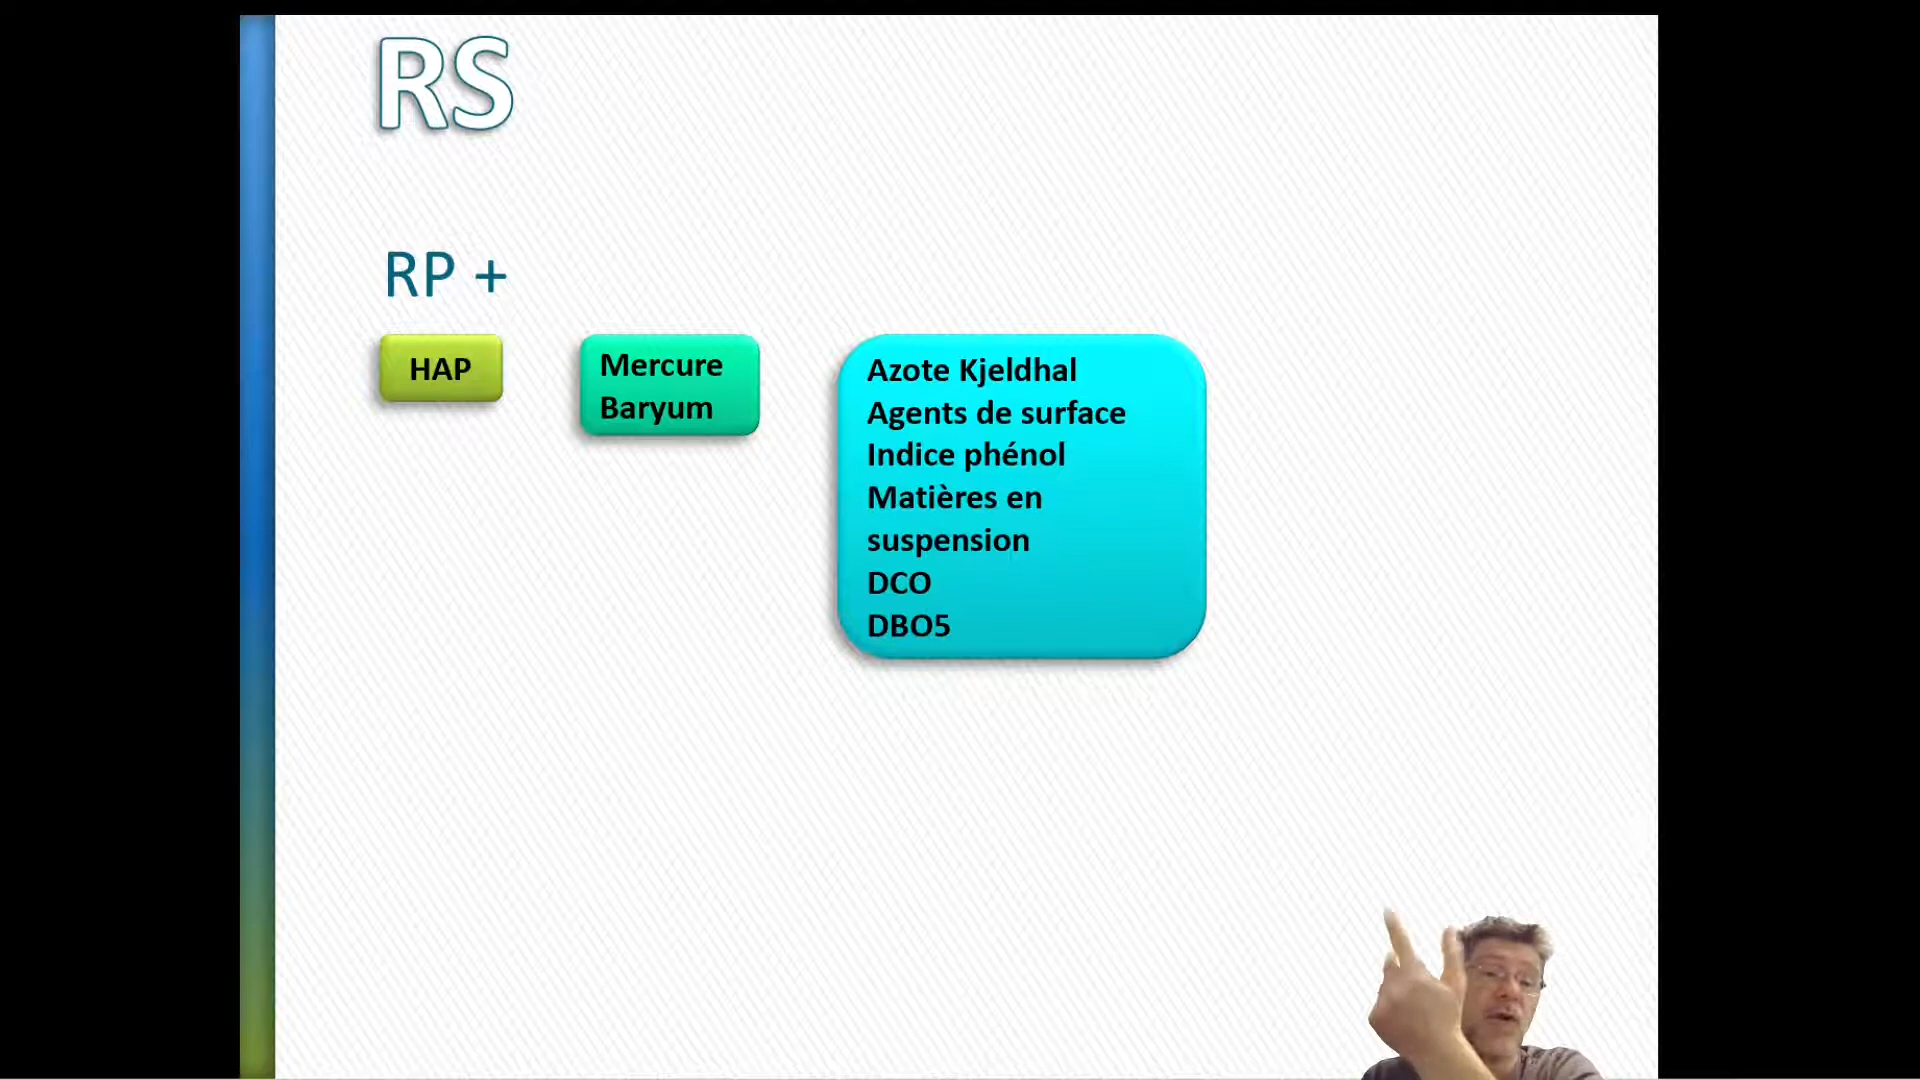 RS
RP +
HAP
Mercure
Baryum
Azote Kjeldhal
Agents de surface
Indice phénol
Matières en
suspension
DCO
DBO5